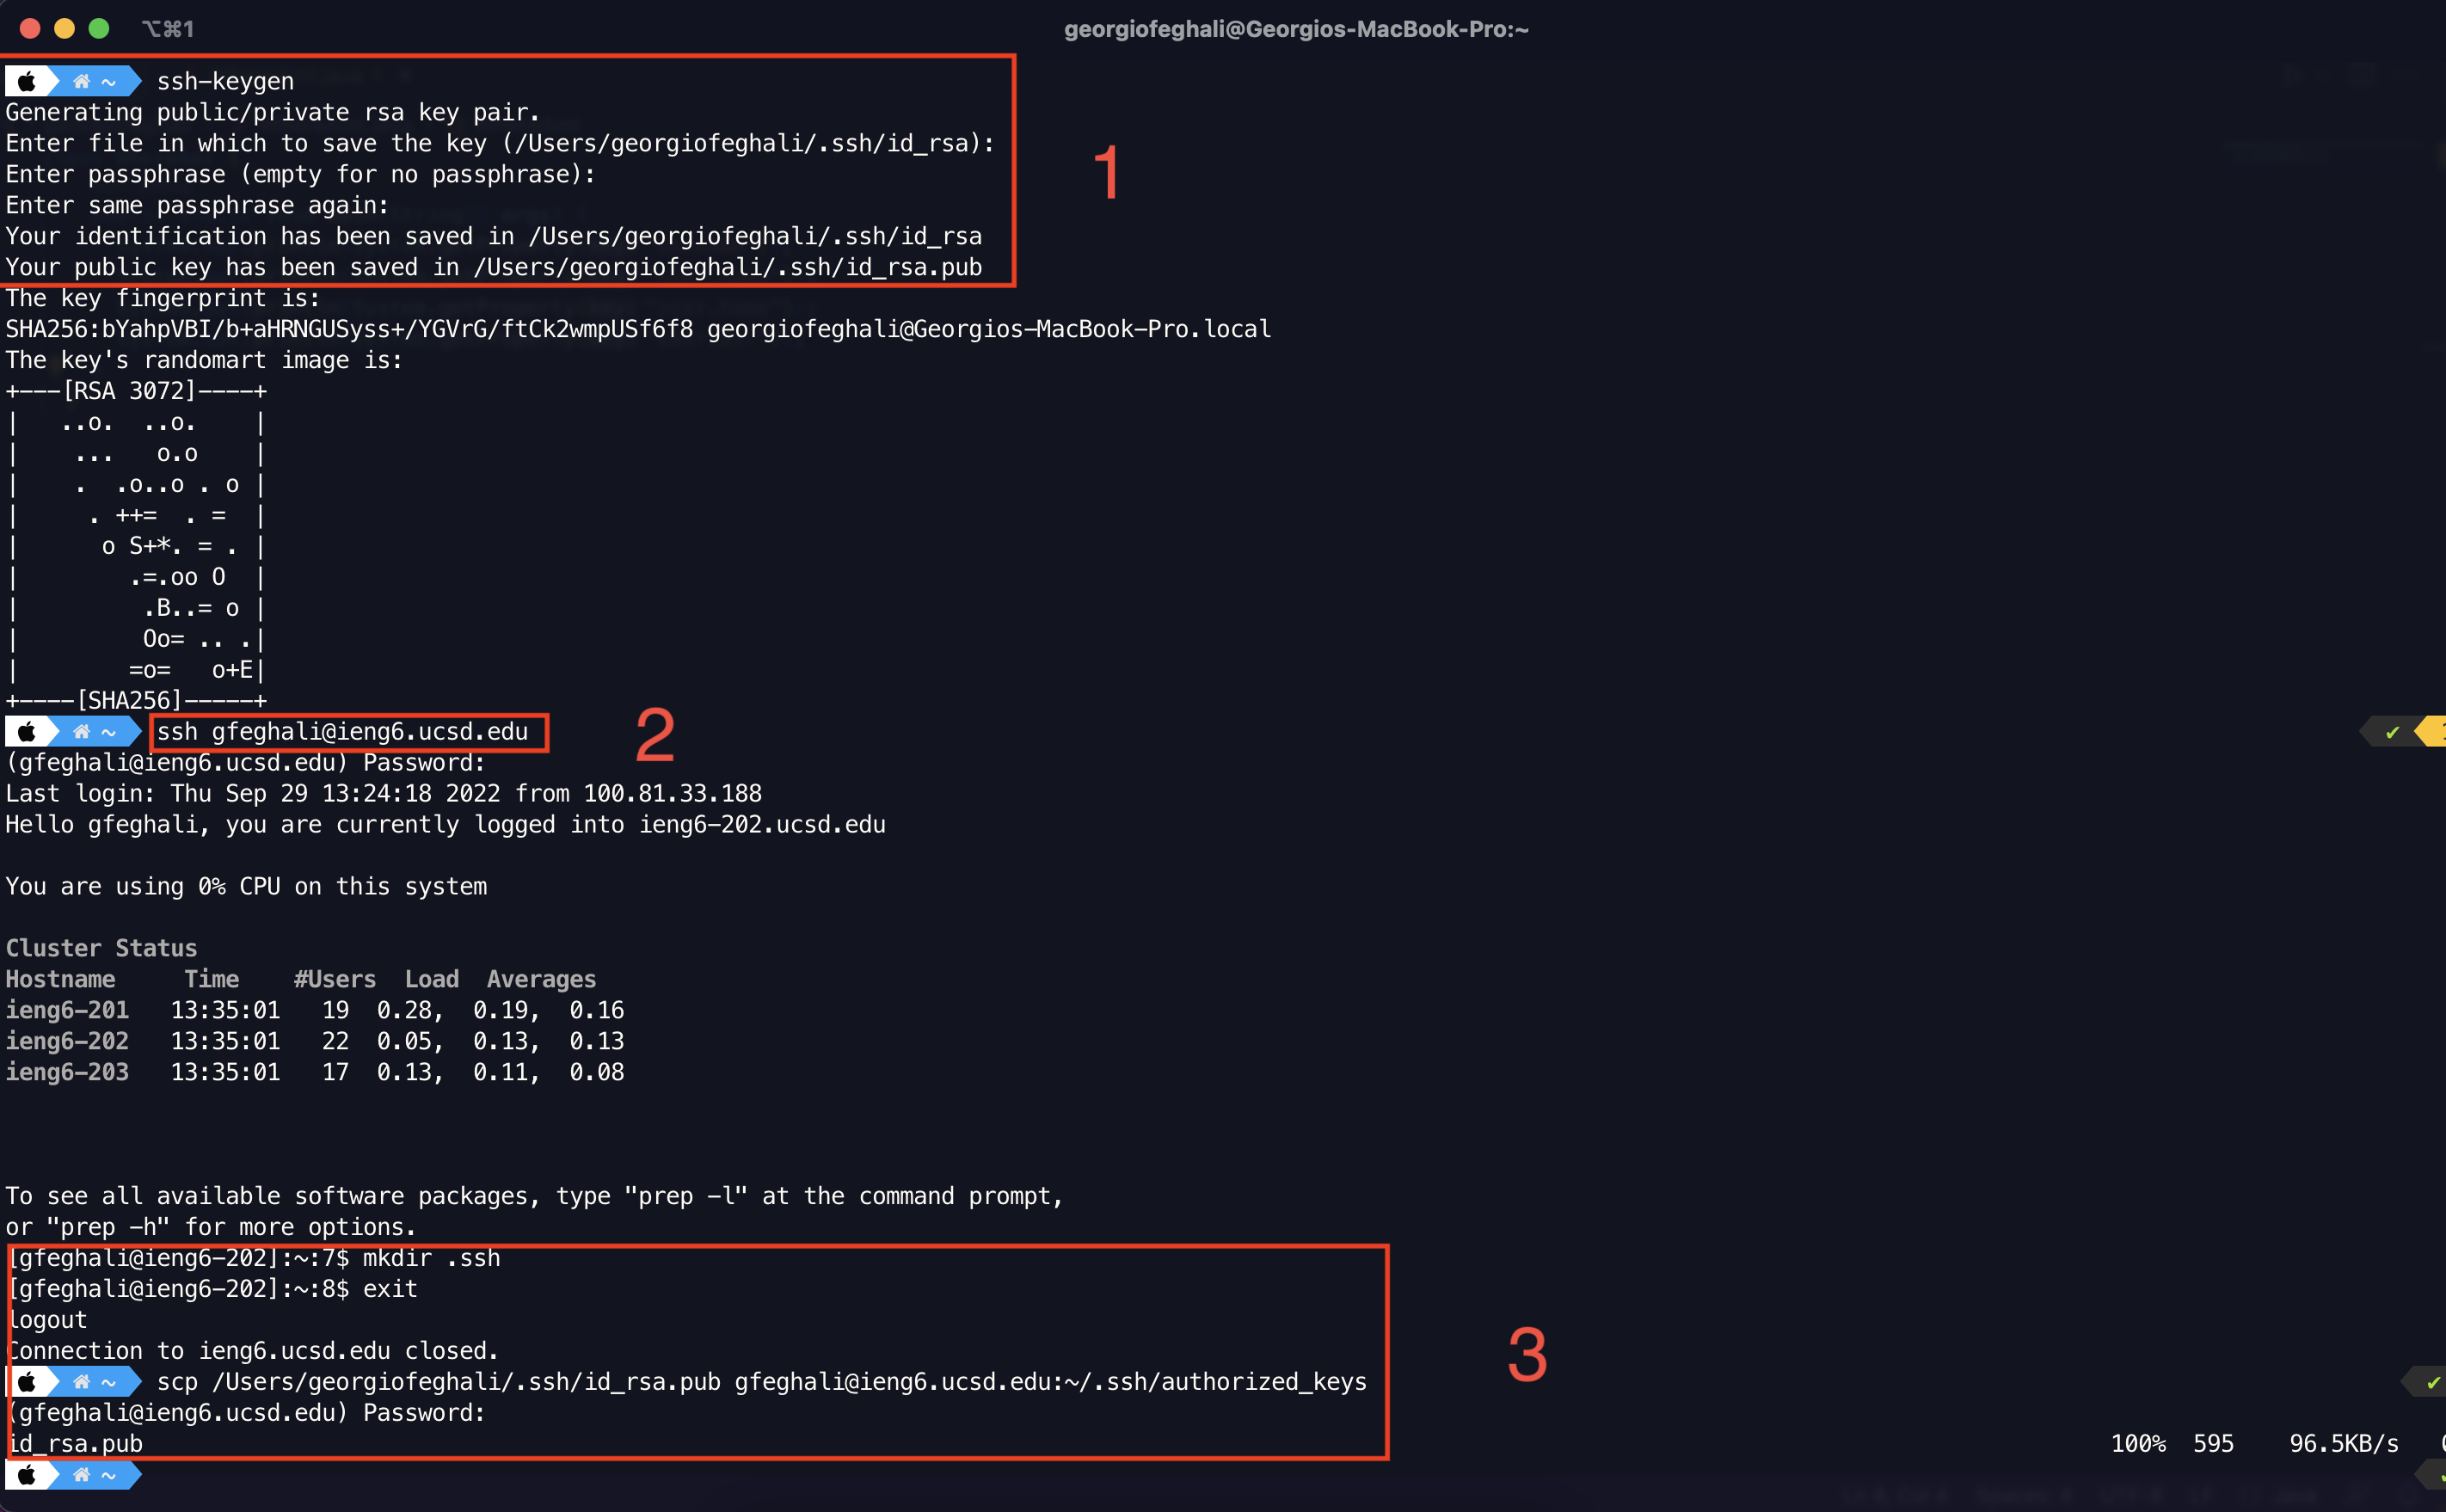 ⌥⌘1 georgiofeghali@Georgios-MacBook-Pro:~
~ ssh-keygen
Generating public/private rsa key pair.
Enter file in which to save the key (/Users/georgiofeghali/.ssh/id_rsa):
Enter passphrase (empty for no passphrase):
Enter same passphrase again:
Your identification has been saved in /Users/georgiofeghali/.ssh/id_rsa
Your public key has been saved in /Users/georgiofeghali/.ssh/id_rsa.pub
1
The key fingerprint is:
SHA256:bYahpVBI/b+aHRNGUSyss+/YGVrG/ftCk2wmpUSf6f8 georgiofeghali@Georgios-MacBook-Pro.local
The key's randomart image is:
+---[RSA 3072]----+
|   ..o.  ..o.    |
|    ...   o.o    |
|    .  .o..o . o |
|     . ++=  . =  |
|      o S+*. = . |
|        .=.oo O  |
|         .B..= o |
|         Oo= .. .|
|        =o=   o+E|
+----[SHA256]-----+
~ ssh gfeghali@ieng6.ucsd.edu
2
(gfeghali@ieng6.ucsd.edu) Password:
Last login: Thu Sep 29 13:24:18 2022 from 100.81.33.188
Hello gfeghali, you are currently logged into ieng6-202.ucsd.edu
You are using 0% CPU on this system
Cluster Status
Hostname     Time    #Users  Load  Averages
ieng6-201   13:35:01   19  0.28,  0.19,  0.16
ieng6-202   13:35:01   22  0.05,  0.13,  0.13
ieng6-203   13:35:01   17  0.13,  0.11,  0.08
To see all available software packages, type "prep -l" at the command prompt,
or "prep -h" for more options.
[gfeghali@ieng6-202]:~:7$ mkdir .ssh
[gfeghali@ieng6-202]:~:8$ exit
logout
Connection to ieng6.ucsd.edu closed.
~ scp /Users/georgiofeghali/.ssh/id_rsa.pub gfeghali@ieng6.ucsd.edu:~/.ssh/authorized_keys
(gfeghali@ieng6.ucsd.edu) Password:
id_rsa.pub 100% 595 96.5KB/s
3
~